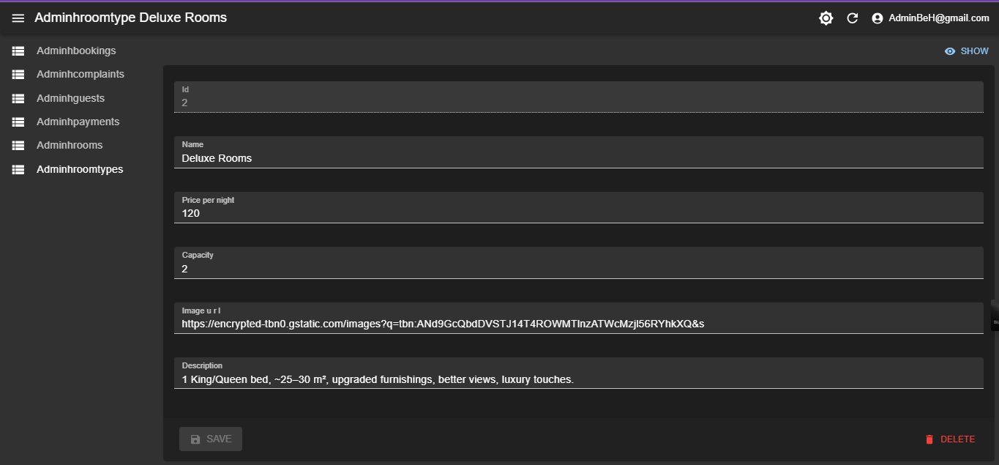 Adminhroomtype Deluxe Rooms
AdminBeH@gmail.com
Adminhbookings
Adminhcomplaints
Adminhguests
Adminhpayments
Adminhrooms
Adminhroomtypes
SHOW
Id
2
Name
Deluxe Rooms
Price per night
120
Capacity
2
Image u r l
https://encrypted-tbn0.gstatic.com/images?q=tbn:ANd9GcQbdDVSTJ14T4ROWMTlnzATWcMzjl56RYhkXQ&s
Description
1 King/Queen bed, ~25–30 m², upgraded furnishings, better views, luxury touches.
SAVE
DELETE